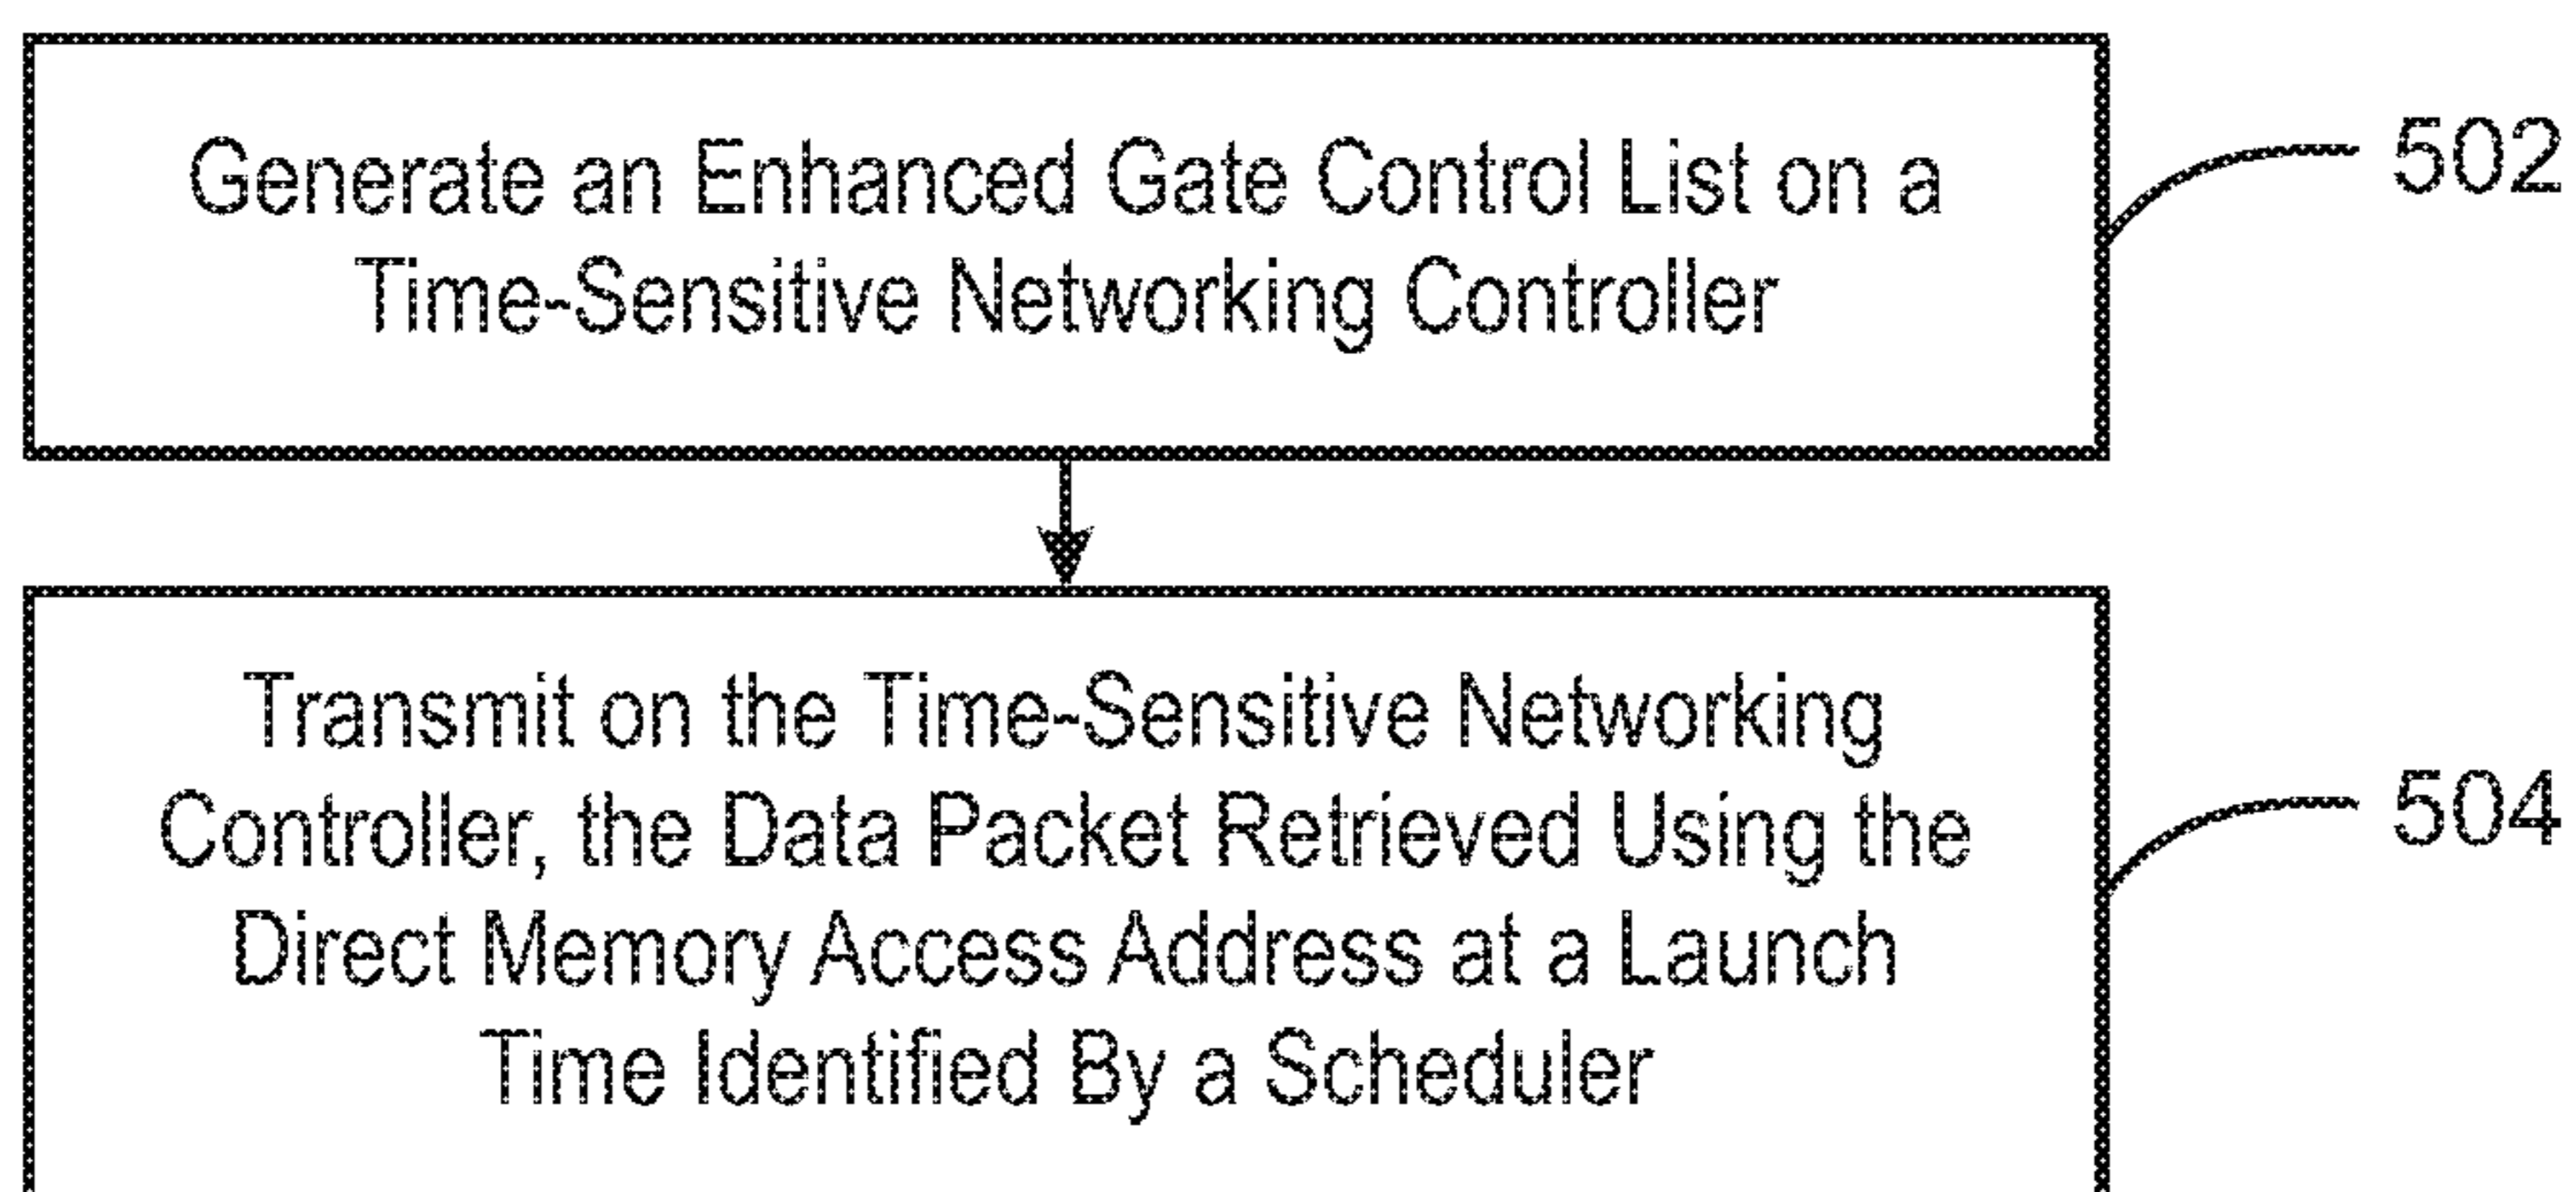 Generate an Enhanced Gate Control List on a
Time-Sensitive Networking Controller
502
Transmit on the Time-Sensitive Networking
Controller, the Data Packet Retrieved Using the
Direct Memory Access Address at a Launch
Time Identified By a Scheduler
504